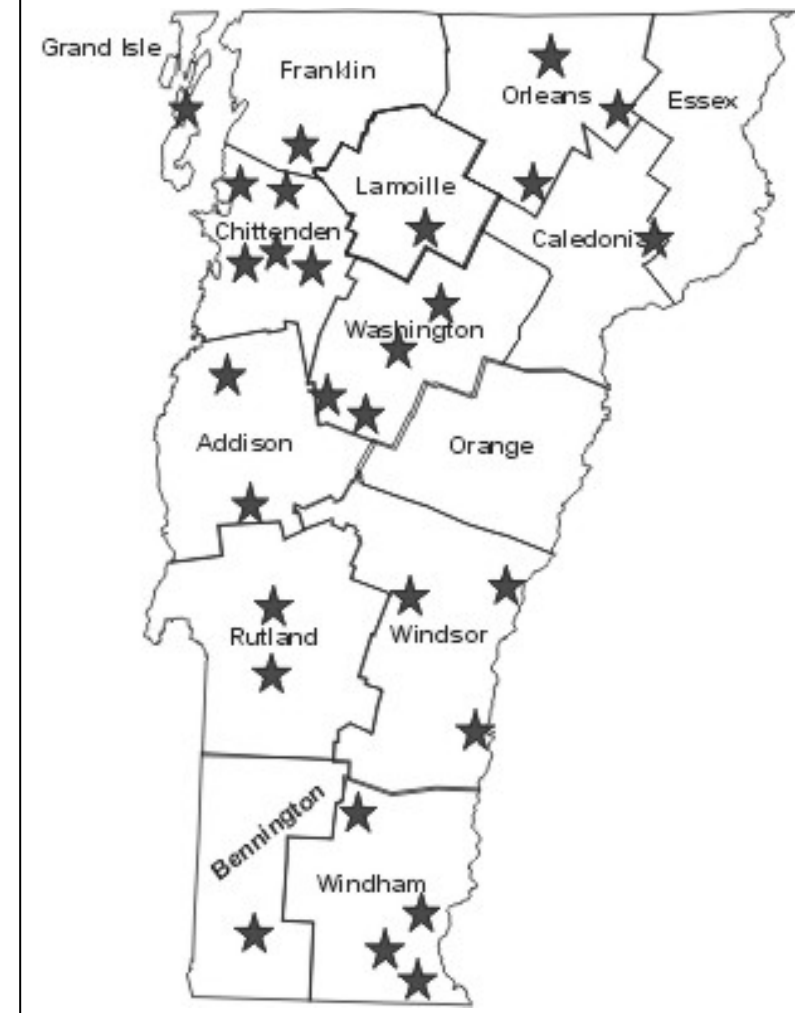 Grand Isle
Franklin
Orleans
Essex
Lamoille
Chittenden
Caledonia
Washington
Addison
Orange
Rutland
Windsor
Bennington
Windham